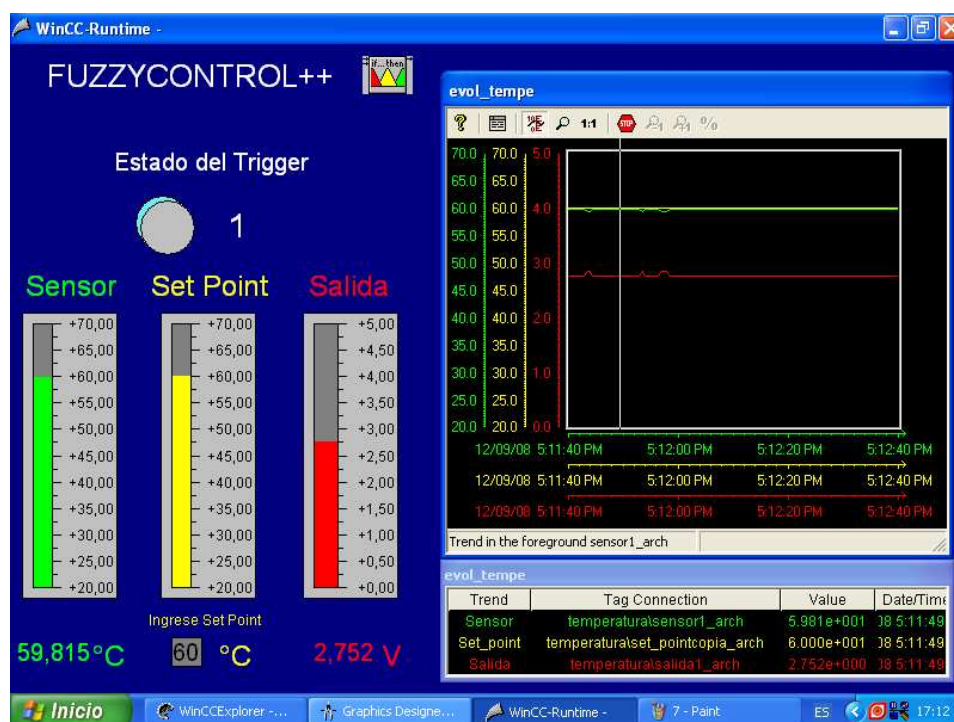 WinCC-Runtime -
FUZZYCONTROL++
if...then
Estado del Trigger
1
Sensor Set Point Salida
+70,00 +70,00 +5,00
+65,00 +65,00 +4,50
+60,00 +60,00 +4,00
+55,00 +55,00 +3,50
+50,00 +50,00 +3,00
+45,00 +45,00 +2,50
+40,00 +40,00 +2,00
+35,00 +35,00 +1,50
+30,00 +30,00 +1,00
+25,00 +25,00 +0,50
+20,00 +20,00 +0,00
Ingrese Set Point
59,815°C 60 °C 2,752 V
evol_tempe
1:1 STOP
70.0 70.0 5.0
65.0 65.0
60.0 60.0 4.0
55.0 55.0
50.0 50.0 3.0
45.0 45.0
40.0 40.0 2.0
35.0 35.0
30.0 30.0 1.0
25.0 25.0
20.0 20.0 0.0
12/09/08 5:11:40 PM 5:12:00 PM 5:12:20 PM 5:12:40 PM
12/09/08 5:11:40 PM 5:12:00 PM 5:12:20 PM 5:12:40 PM
12/09/08 5:11:40 PM 5:12:00 PM 5:12:20 PM 5:12:40 PM
Trend in the foreground sensor1_arch
evol_tempe
Trend Tag Connection Value Date/Time
Sensor temperatura\sensor1_arch 5.981e+001 5:11:49
Set_point temperatura\set_pointcopia_arch 6.000e+001 5:11:49
Salida temperatura\salida1_arch 2.752e+000 5:11:49
Inicio WinCCExplorer -... Graphics Designe... WinCC-Runtime - 7 - Paint ES 17:12